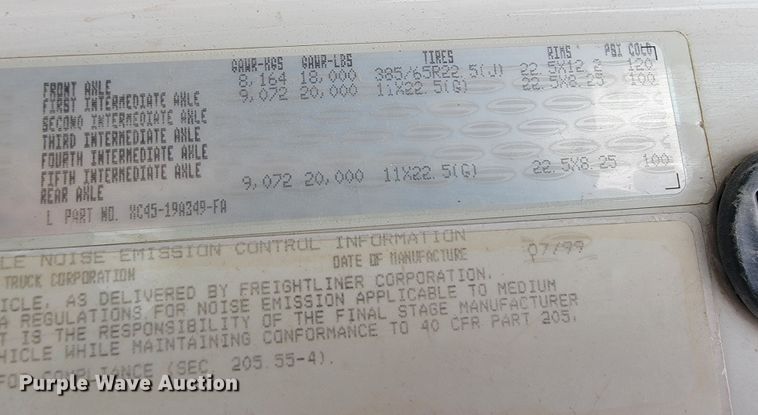 GAWR-KGS GAWR-LBS TIRES RIMS PSI COLD
FRONT AXLE 8,164 18,000 385/65R22.5(J) 22.5X12.2 120
FIRST INTERMEDIATE AXLE 9,072 20,000 11X22.5(G) 22.5X8.25 100
SECOND INTERMEDIATE AXLE
THIRD INTERMEDIATE AXLE
FOURTH INTERMEDIATE AXLE
FIFTH INTERMEDIATE AXLE
REAR AXLE 9,072 20,000 11X22.5(G) 22.5X8.25 100
L PART NO. XC45-19A349-FA
LE NOISE EMISSION CONTROL INFORMATION
TRUCK CORPORATION DATE OF MANUFACTURE 07/99
ICLE, AS DELIVERED BY FREIGHTLINER CORPORATION,
A REGULATIONS FOR NOISE EMISSION APPLICABLE TO MEDIUM
T IS THE RESPONSIBILITY OF THE FINAL STAGE MANUFACTURER
EHICLE WHILE MAINTAINING CONFORMANCE TO 40 CFR PART 205,
FOR COMPLIANCE (SEC. 205.55-4).
Purple Wave Auction